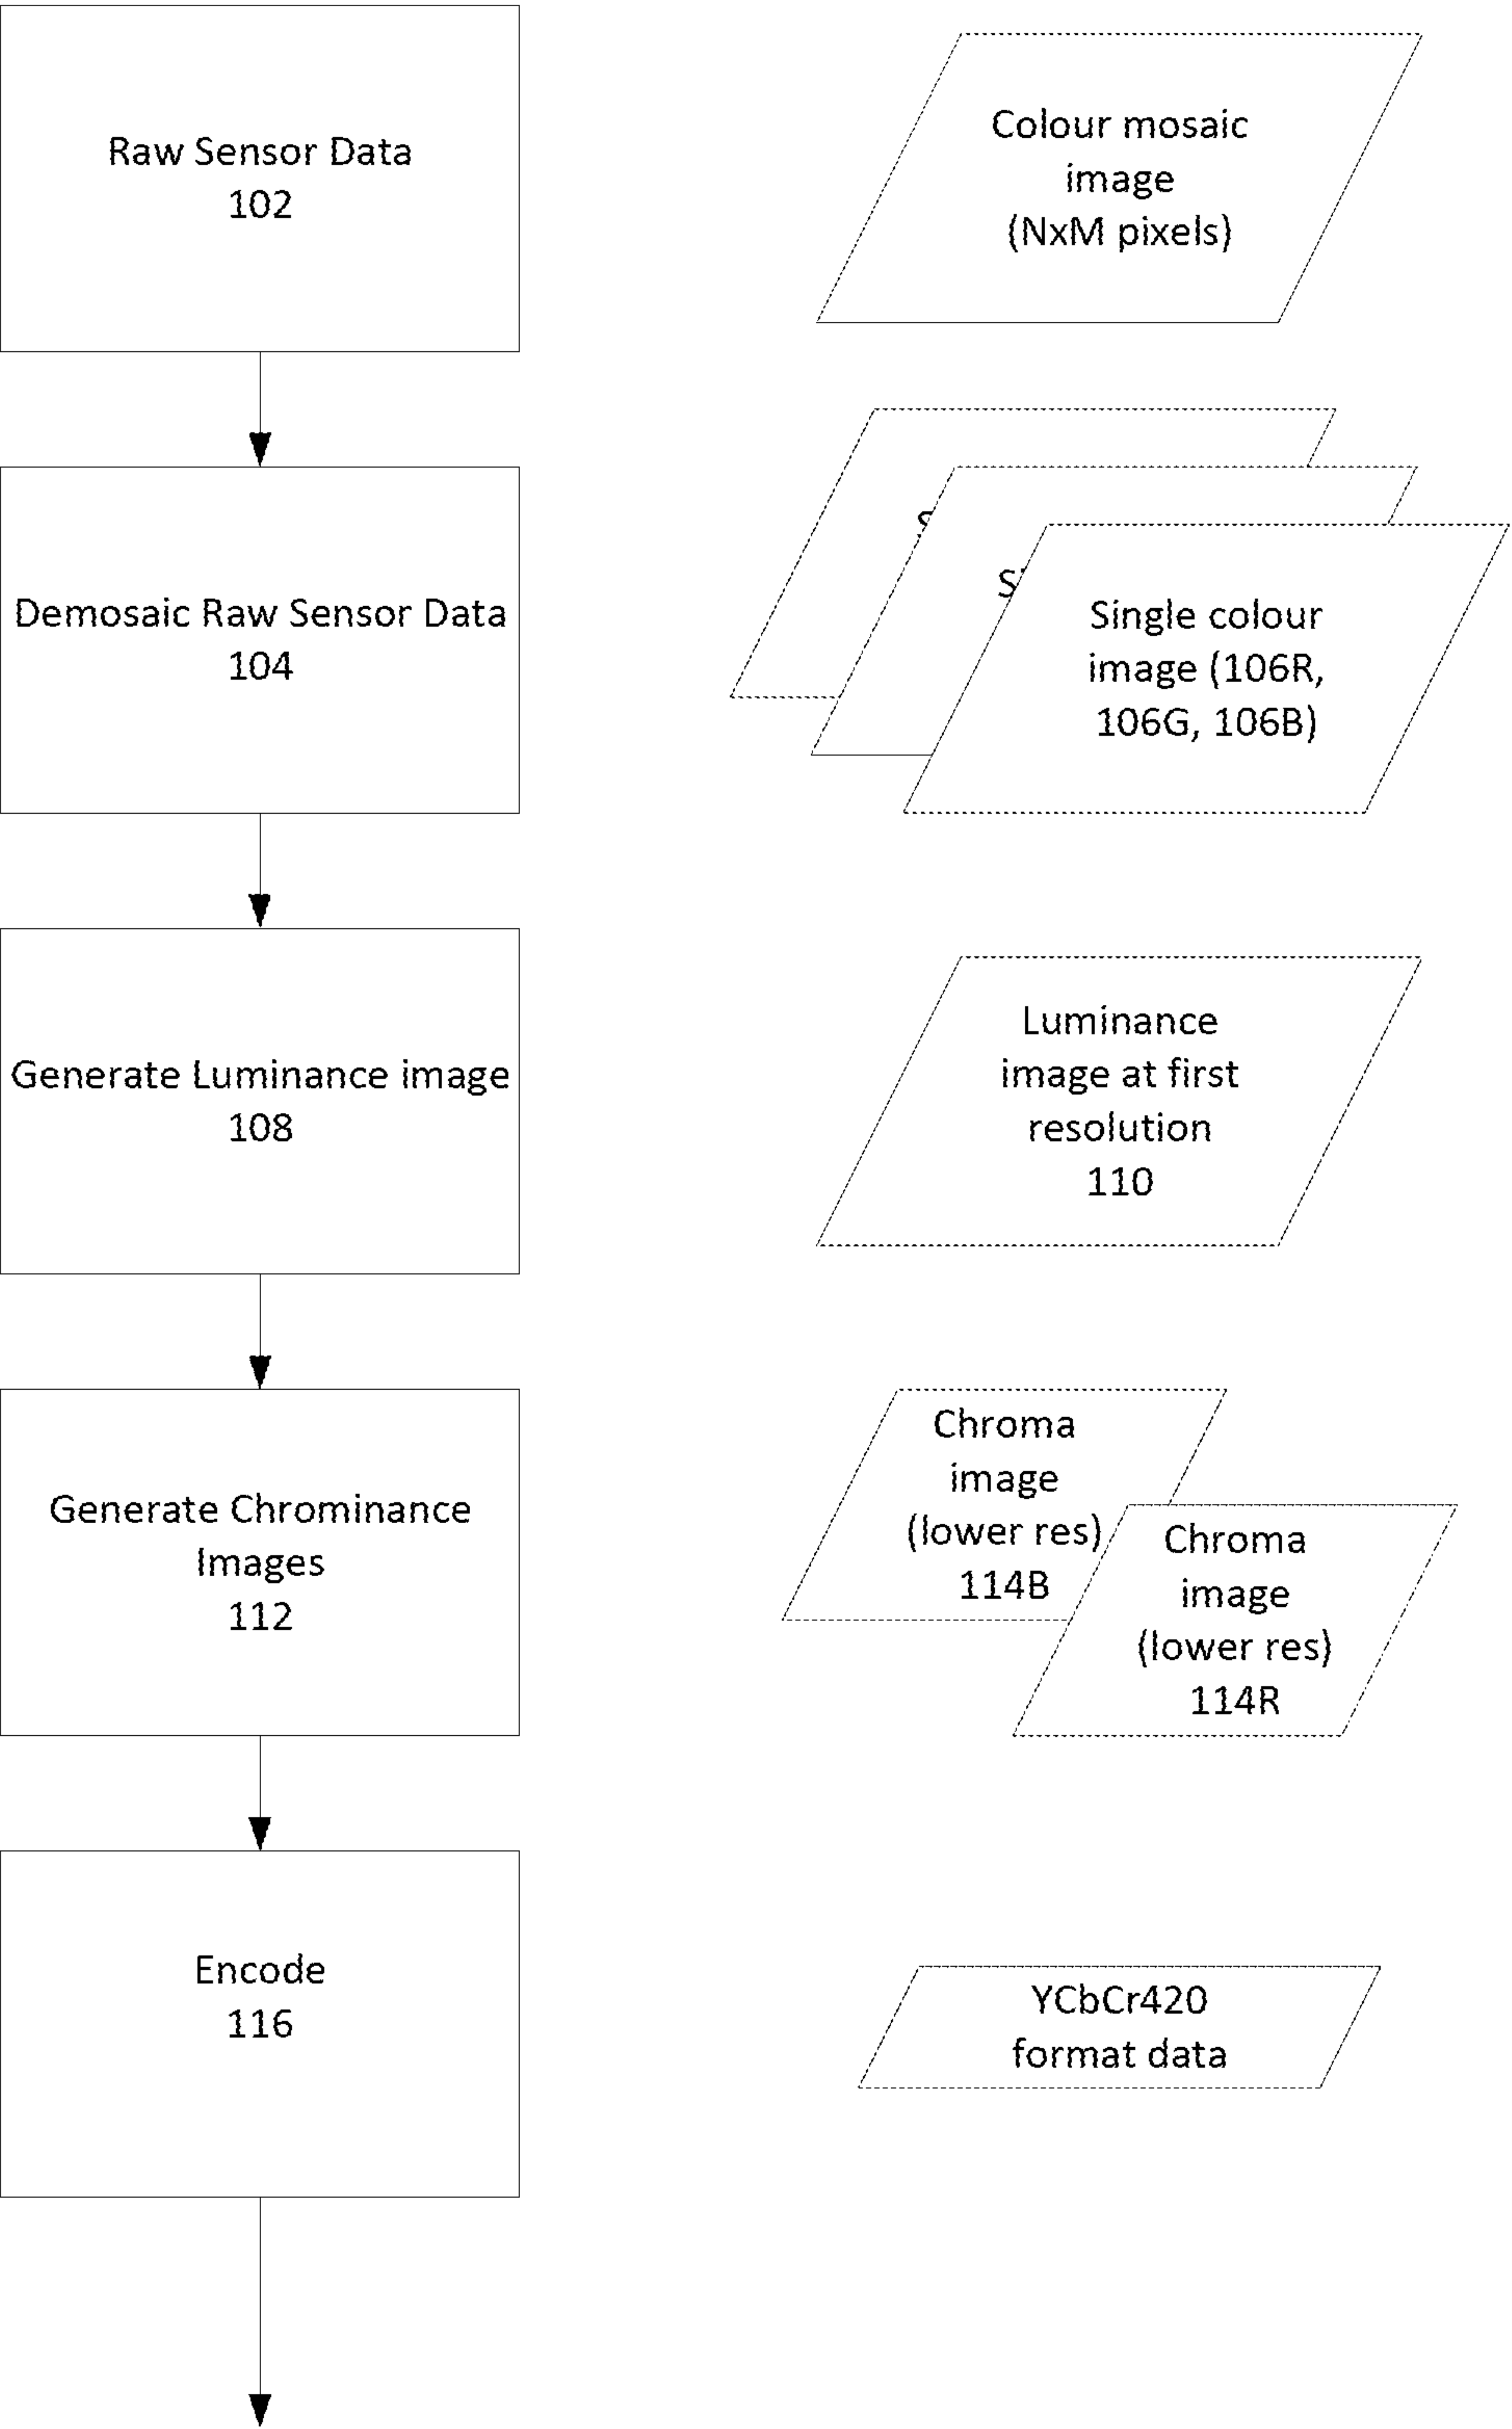 Raw Sensor Data
102
Colour mosaic
image
(NxM pixels)
Demosaic Raw Sensor Data
104
S
Si
Single colour
image (106R,
106G, 106B)
Generate Luminance image
108
Luminance
image at first
resolution
110
Generate Chrominance
Images
112
Chroma
image
(lower res)
114B
Chroma
image
(lower res)
114R
Encode
116
YCbCr420
format data